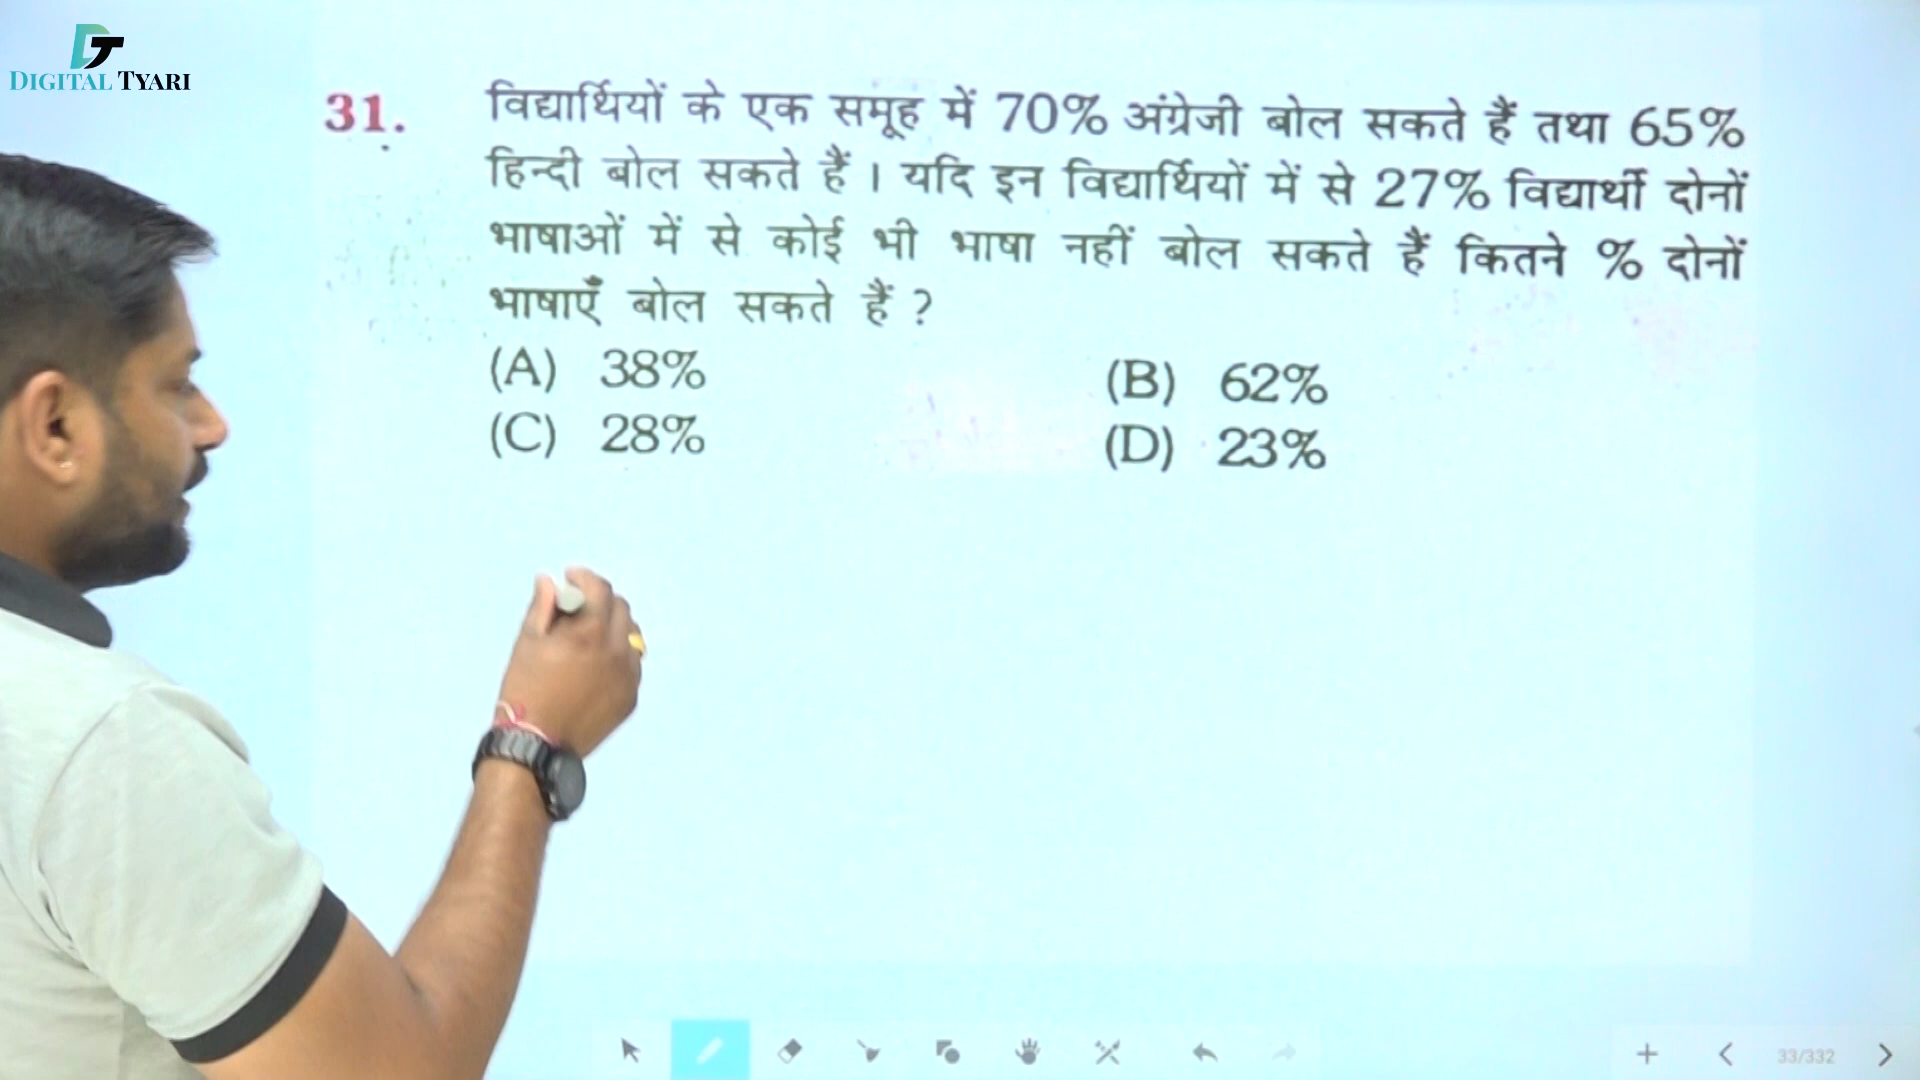 DIGITAL TYARI
31. विद्यार्थियों के एक समूह में 70% अंग्रेजी बोल सकते हैं तथा 65%
हिन्दी बोल सकते हैं । यदि इन विद्यार्थियों में से 27% विद्यार्थी दोनों
भाषाओं में से कोई भी भाषा नहीं बोल सकते हैं कितने % दोनों
भाषाएँ बोल सकते हैं ?
(A) 38% (B) 62%
(C) 28% (D) 23%
33/332